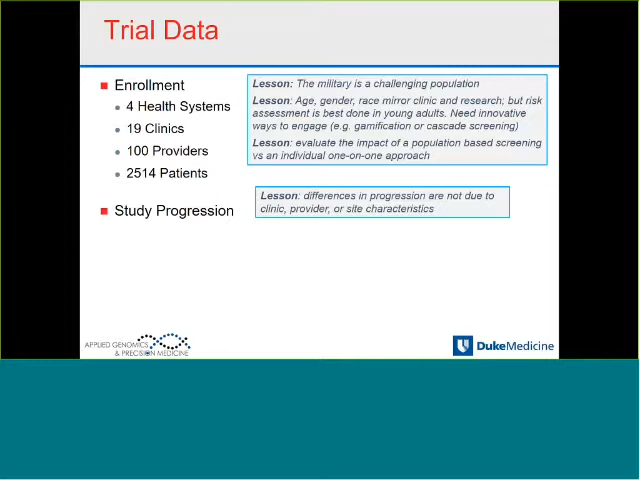 Trial Data
Enrollment
4 Health Systems
19 Clinics
100 Providers
2514 Patients
Study Progression
Lesson: The military is a challenging population
Lesson: Age, gender, race mirror clinic and research; but risk
assessment is best done in young adults. Need innovative
ways to engage (e.g. gamification or cascade screening)
Lesson: evaluate the impact of a population based screening
vs an individual one-on-one approach
Lesson: differences in progression are not due to
clinic, provider, or site characteristics
APPLIED GENOMICS
& PRECISION MEDICINE
DukeMedicine